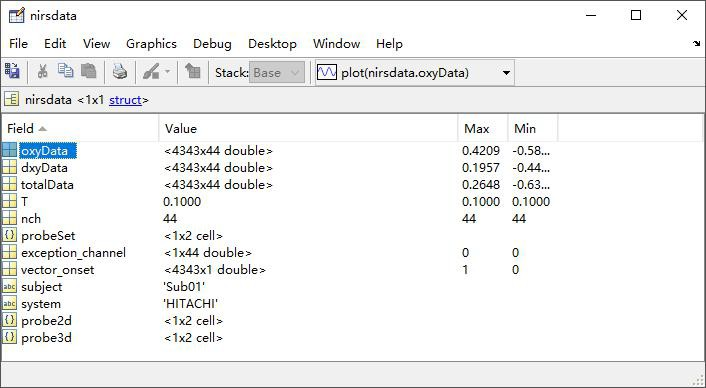 nirsdata
File Edit View Graphics Debug Desktop Window Help
Stack: Base plot(nirsdata.oxyData)
nirsdata <1x1 struct>
Field Value Max Min
oxyData <4343x44 double> 0.4209 -0.58...
dxyData <4343x44 double> 0.1957 -0.44...
totalData <4343x44 double> 0.2648 -0.63...
T 0.1000 0.1000 0.1000
nch 44 44 44
probeSet <1x2 cell>
exception_channel <1x44 double> 0 0
vector_onset <4343x1 double> 1 0
abc subject 'Sub01'
abc system 'HITACHI'
probe2d <1x2 cell>
probe3d <1x2 cell>